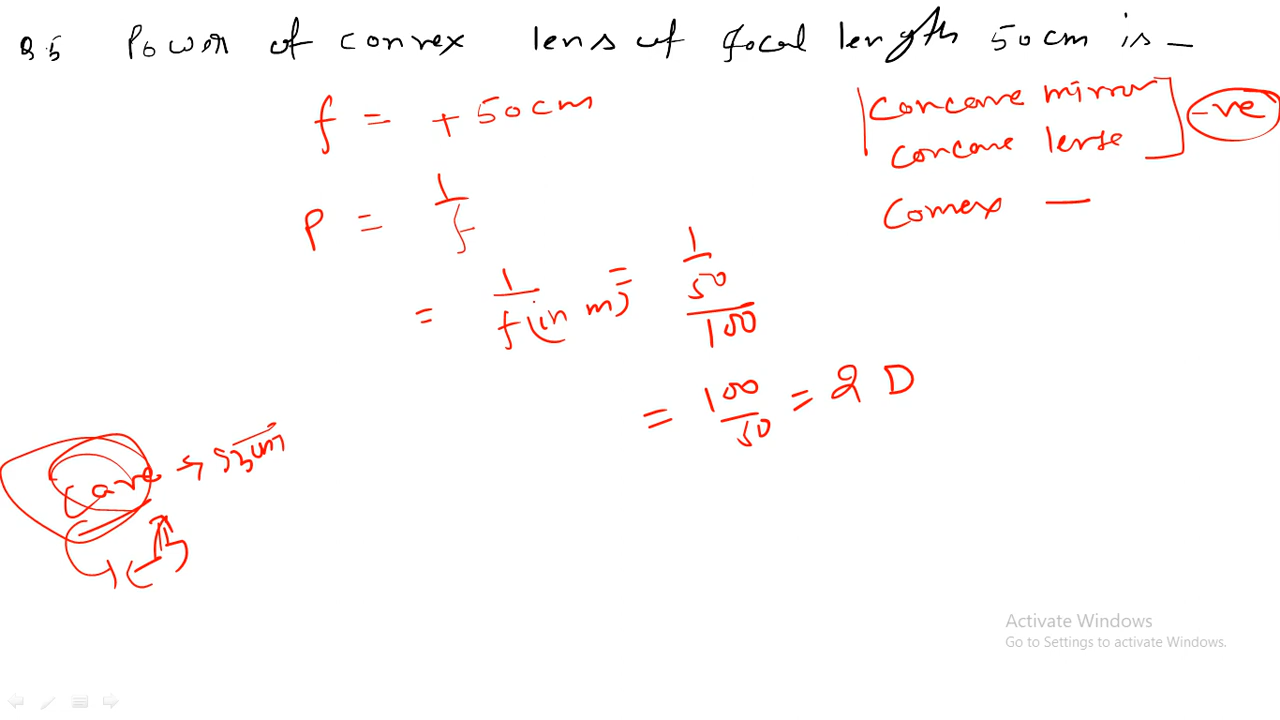 Q.5 Power of convex lens of focal length 50cm is –
f = + 50cm
P = 1/f
= 1/f(in m) = 1/50/100
= 100/50 = 2 D
concave mirror
concave lense
-ve
Convex —
Cave →
Activate Windows
Go to Settings to activate Windows.